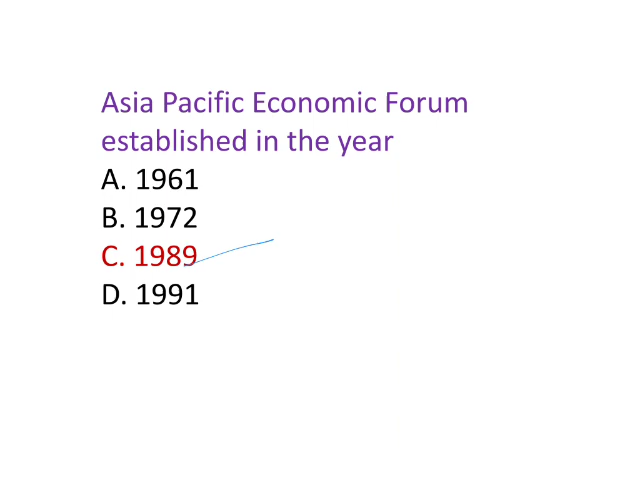 Asia Pacific Economic Forum
established in the year
A. 1961
B. 1972
C. 1989
D. 1991